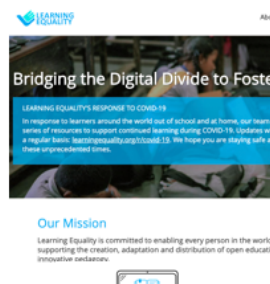 LEARNING
EQUALITY
Abo
Bridging the Digital Divide to Foste
LEARNING EQUALITY'S RESPONSE TO COVID-19
In response to learners around the world out of school and at home, our team
series of resources to support continued learning during COVID-19. Updates w
a regular basis: learningequality.org/r/covid-19. We hope you are staying safe a
these unprecedented times.
Our Mission
Learning Equality is committed to enabling every person in the world
supporting the creation, adaptation and distribution of open educati
innovative pedagogy.